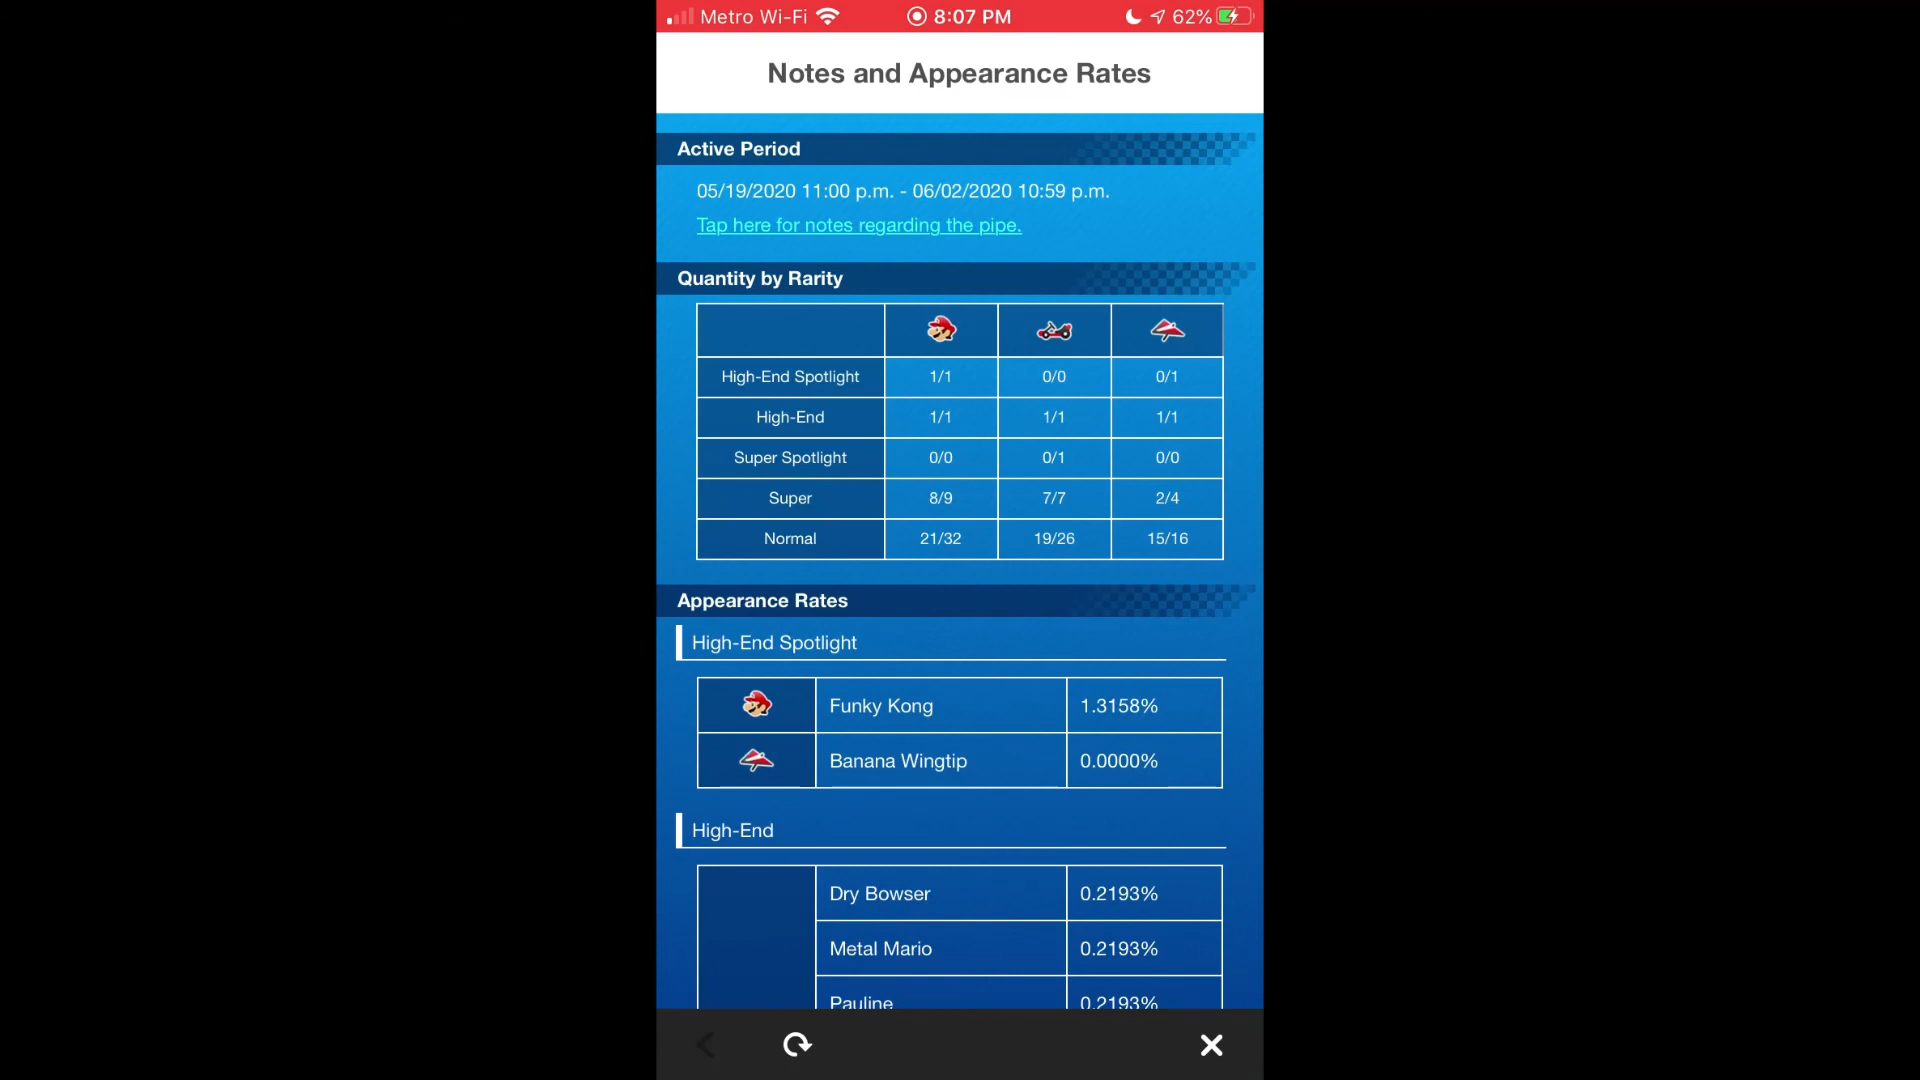 Metro Wi-Fi 8:07 PM 62%
Notes and Appearance Rates
Active Period
05/19/2020 11:00 p.m. - 06/02/2020 10:59 p.m.
Tap here for notes regarding the pipe.
Quantity by Rarity
High-End Spotlight 1/1 0/0 0/1
High-End 1/1 1/1 1/1
Super Spotlight 0/0 0/1 0/0
Super 8/9 7/7 2/4
Normal 21/32 19/26 15/16
Appearance Rates
High-End Spotlight
Funky Kong 1.3158%
Banana Wingtip 0.0000%
High-End
Dry Bowser 0.2193%
Metal Mario 0.2193%
Pauline 0.2193%